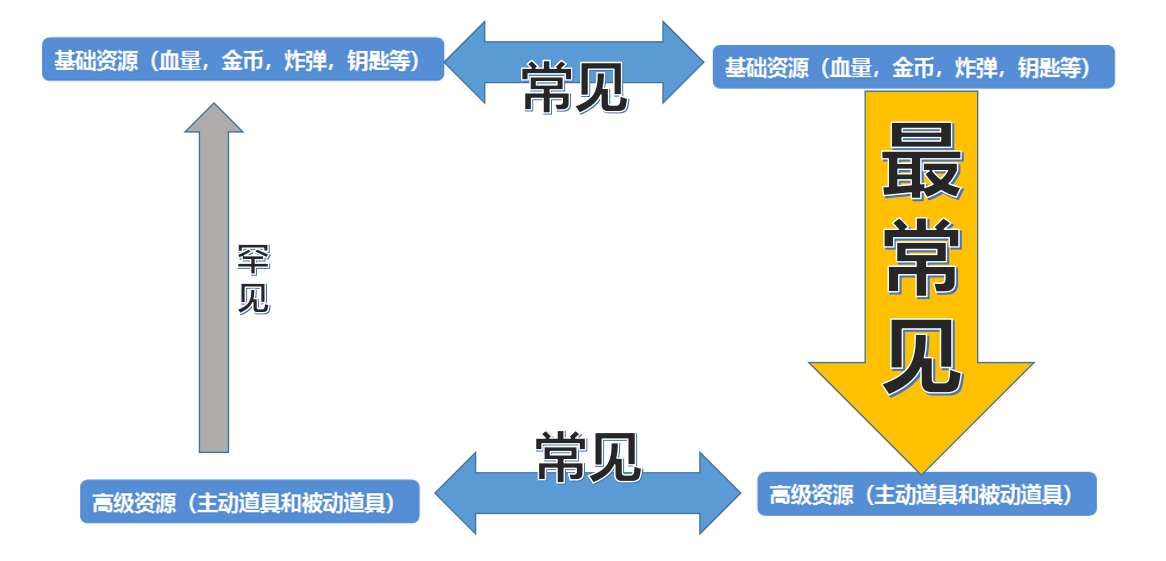 基础资源（血量，金币，炸弹，钥匙等）
常见
基础资源（血量，金币，炸弹，钥匙等）
最常见
罕见
常见
高级资源（主动道具和被动道具）
高级资源（主动道具和被动道具）